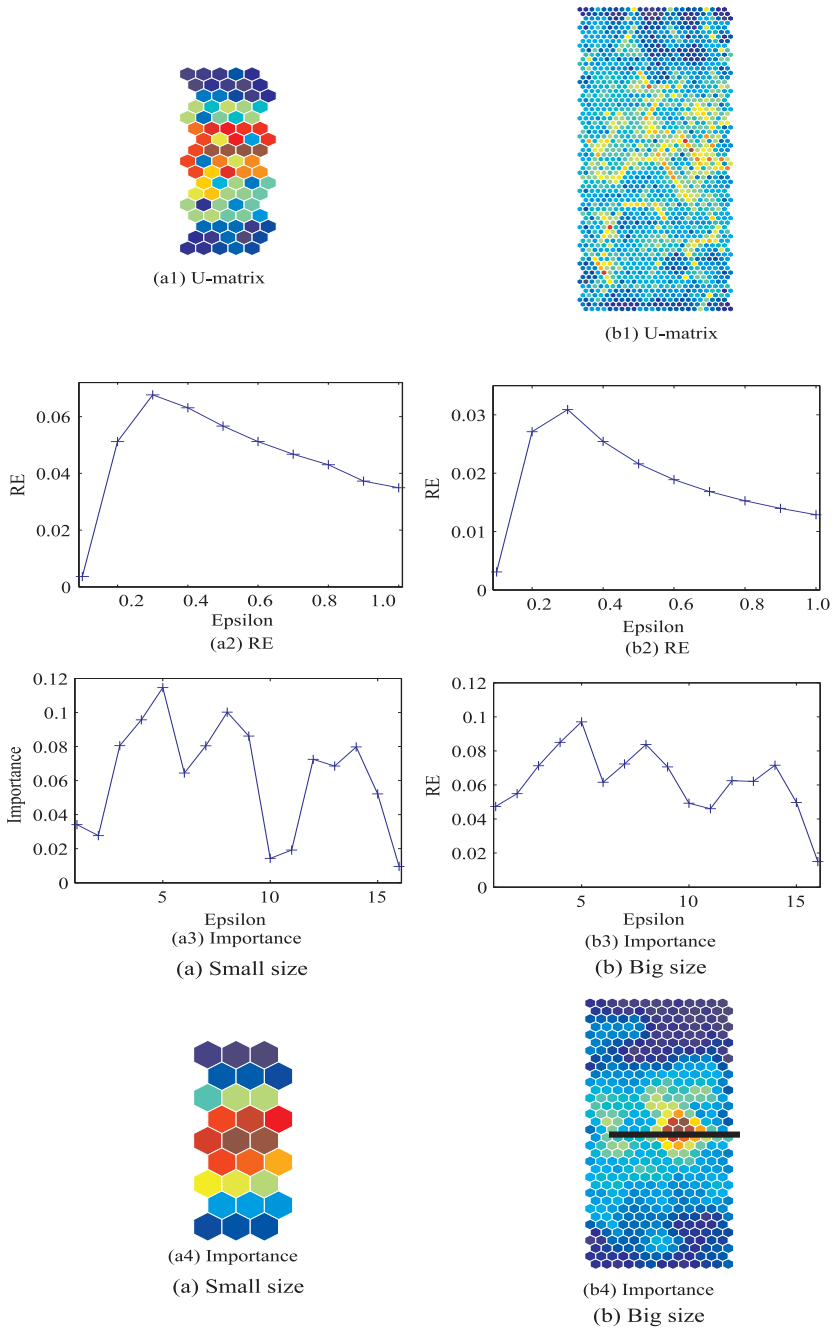 (a1) U-matrix
(b1) U-matrix
0.06
0.04
0.02
0
RE
0.2 0.4 0.6 0.8 1.0
Epsilon
(a2) RE
0.03
0.02
0.01
0
RE
0.2 0.4 0.6 0.8 1.0
Epsilon
(b2) RE
0.12
0.1
0.08
0.06
0.04
0.02
0
Importance
5 10 15
Epsilon
(a3) Importance
(a) Small size
0.12
0.1
0.08
0.06
0.04
0.02
0
RE
5 10 15
Epsilon
(b3) Importance
(b) Big size
(a4) Importance
(a) Small size
(b4) Importance
(b) Big size